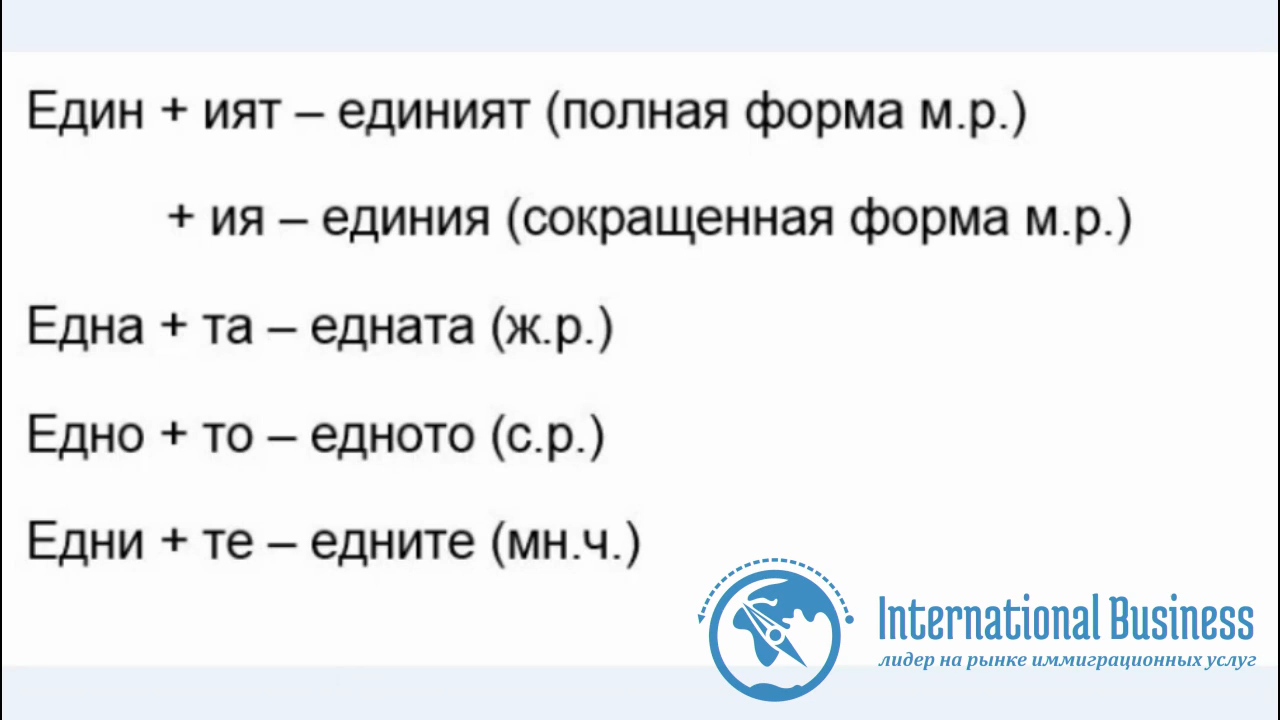 Един + ият – единият (полная форма м.р.)
+ ия – единия (сокращенная форма м.р.)
Една + та – едната (ж.р.)
Едно + то – едното (с.р.)
Едни + те – едните (мн.ч.)
International Business
лидер на рынке иммиграционных услуг